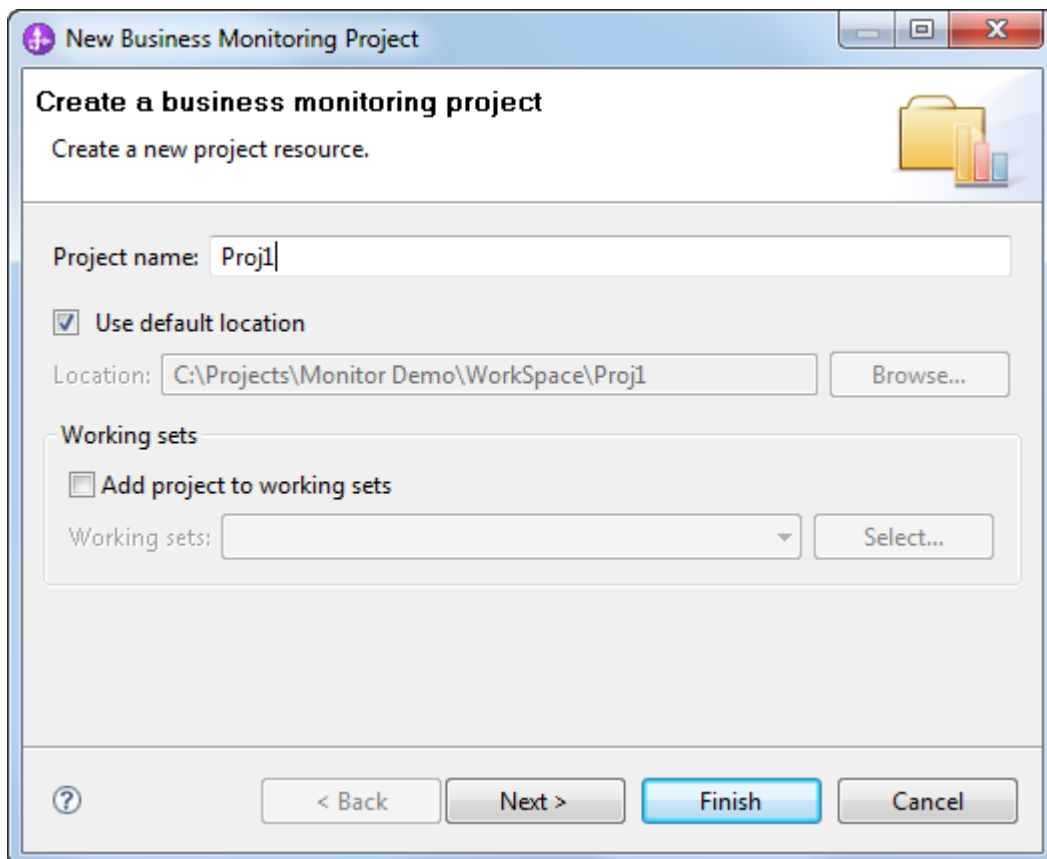 New Business Monitoring Project
Create a business monitoring project
Create a new project resource.
Project name: Proj1
Use default location
Location: C:\Projects\Monitor Demo\WorkSpace\Proj1 Browse...
Working sets
Add project to working sets
Working sets: Select...
? < Back Next > Finish Cancel